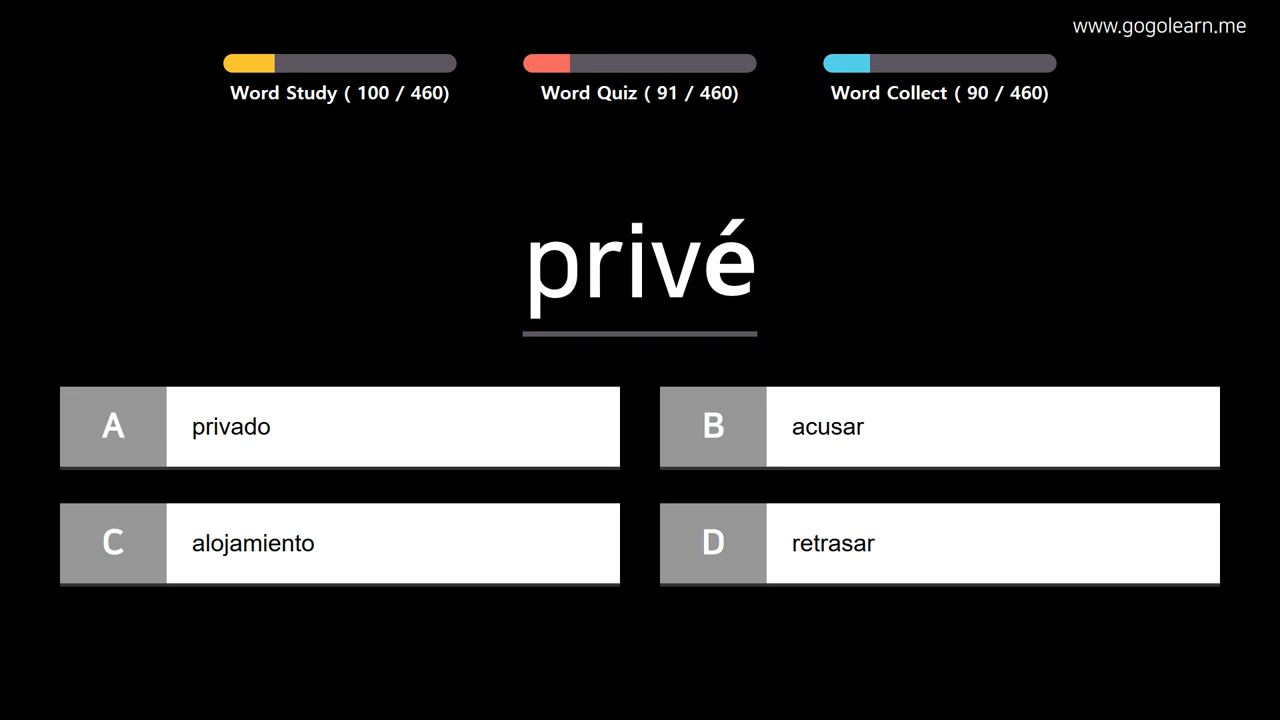 www.gogolearn.me
Word Study ( 100 / 460)
Word Quiz ( 91 / 460)
Word Collect ( 90 / 460)
privé
A privado
B acusar
C alojamiento
D retrasar